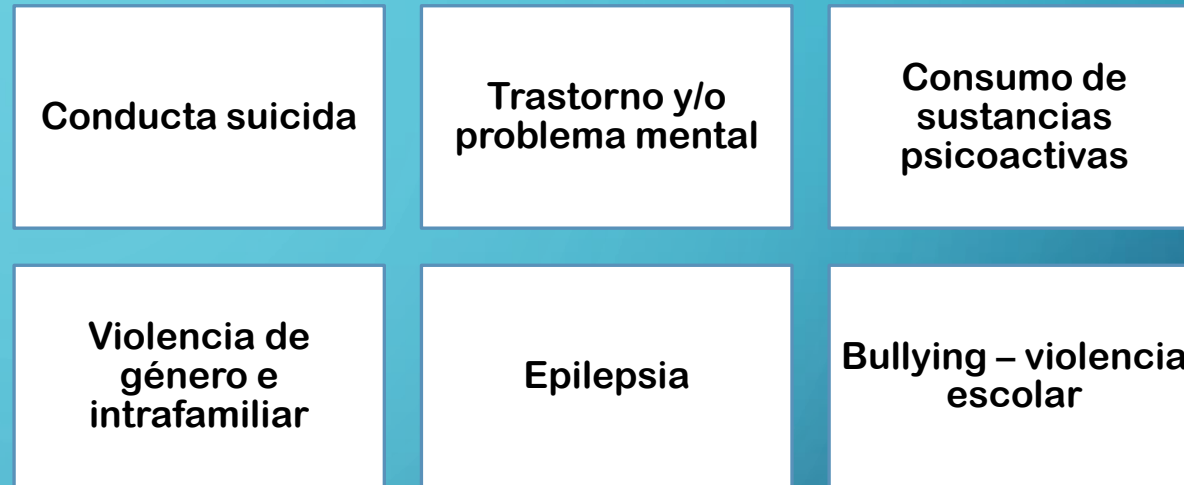 Conducta suicida
Trastorno y/o
problema mental
Consumo de
sustancias
psicoactivas
Violencia de
género e
intrafamiliar
Epilepsia
Bullying – violencia
escolar